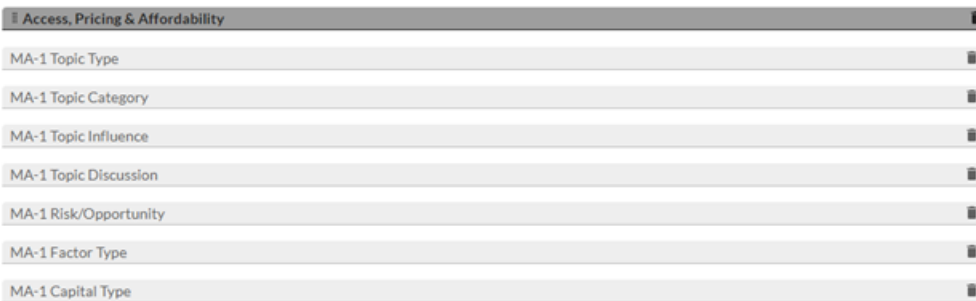 Access, Pricing & Affordability
MA-1 Topic Type
MA-1 Topic Category
MA-1 Topic Influence
MA-1 Topic Discussion
MA-1 Risk/Opportunity
MA-1 Factor Type
MA-1 Capital Type